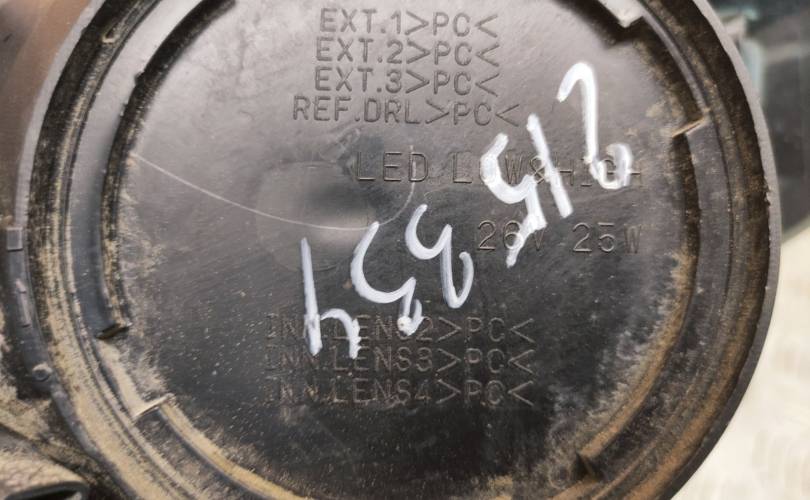 EXT.1>PC<
EXT.2>PC<
EXT.3>PC<
REF.DRL>PC<
LED LOW&HIGH
26V 25W
INN.LENS2>PC<
INN.LENS3>PC<
INN.LENS4>PC<